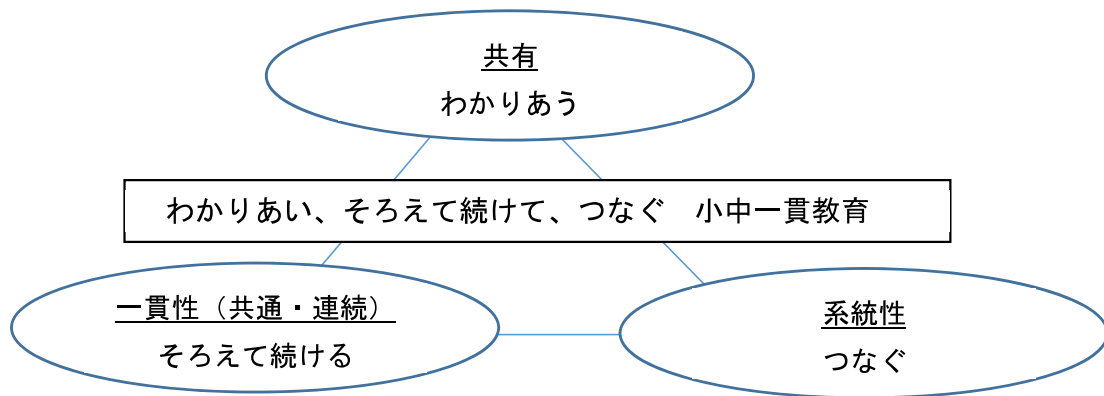 共有
わかりあう
わかりあい、そろえて続けて、つなぐ　小中一貫教育
一貫性（共通・連続）
そろえて続ける
系統性
つなぐ